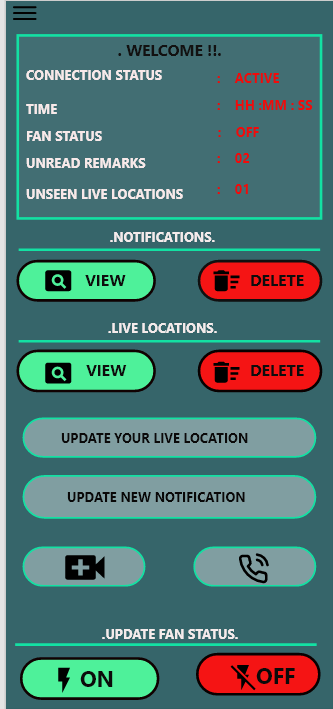 . WELCOME !!.
CONNECTION STATUS : ACTIVE
TIME : HH :MM : SS
FAN STATUS : OFF
UNREAD REMARKS : 02
UNSEEN LIVE LOCATIONS : 01
.NOTIFICATIONS.
VIEW DELETE
.LIVE LOCATIONS.
VIEW DELETE
UPDATE YOUR LIVE LOCATION
UPDATE NEW NOTIFICATION
.UPDATE FAN STATUS.
ON OFF